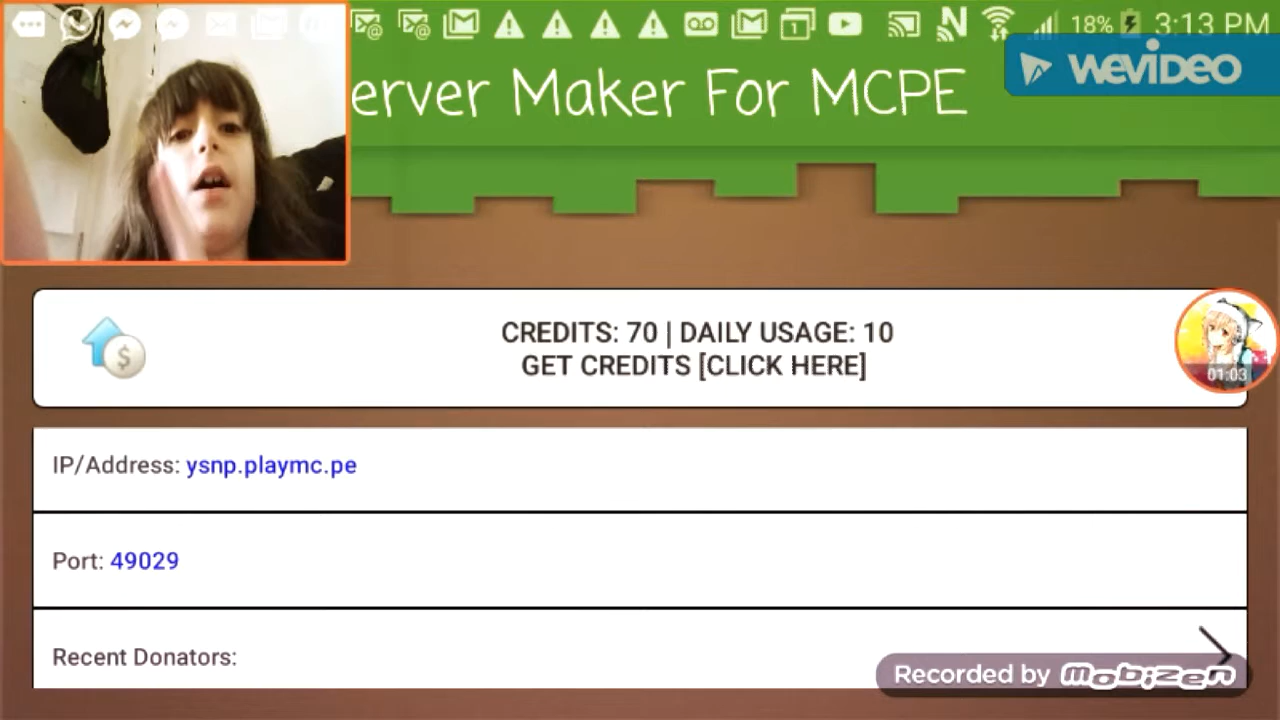 18% 3:13 PM
WEVIDEO
erver Maker For MCPE
CREDITS: 70 | DAILY USAGE: 10
GET CREDITS [CLICK HERE]
01:03
IP/Address: ysnp.playmc.pe
Port: 49029
Recent Donators:
Recorded by mobizen